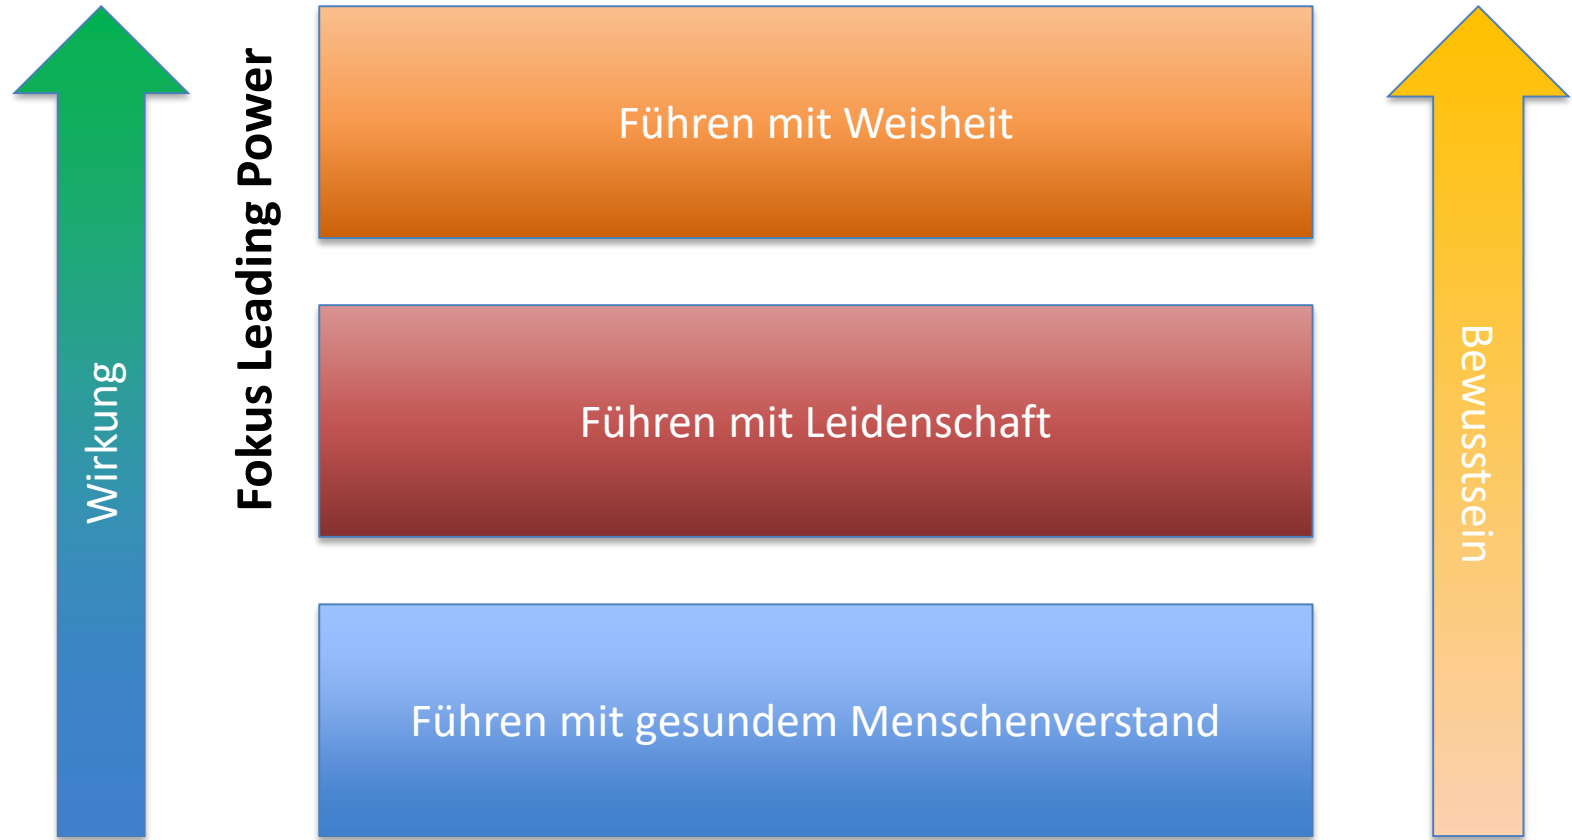 Wirkung
Fokus Leading Power
Führen mit Weisheit
Führen mit Leidenschaft
Führen mit gesundem Menschenverstand
Bewusstsein